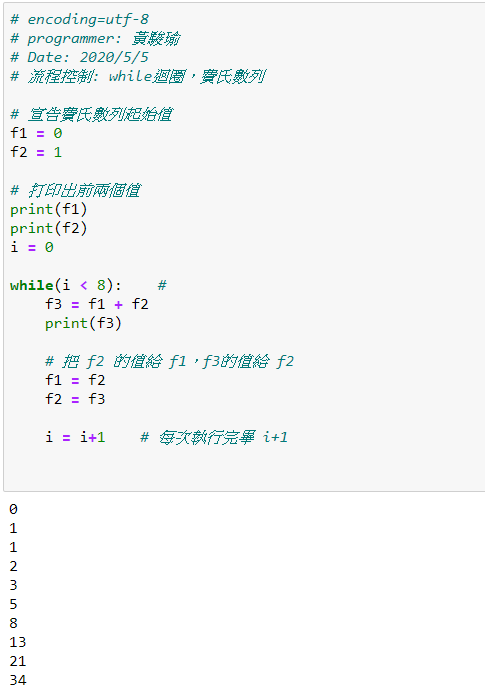 # encoding=utf-8
# programmer: 黃駿瑜
# Date: 2020/5/5
# 流程控制: while迴圈，費氏數列
# 宣告費氏數列起始值
f1 = 0
f2 = 1
# 打印出前兩個值
print(f1)
print(f2)
i = 0
while(i < 8):    #
    f3 = f1 + f2
    print(f3)
    # 把 f2 的值給 f1，f3的值給 f2
    f1 = f2
    f2 = f3
    i = i+1    # 每次執行完畢 i+1
0
1
1
2
3
5
8
13
21
34